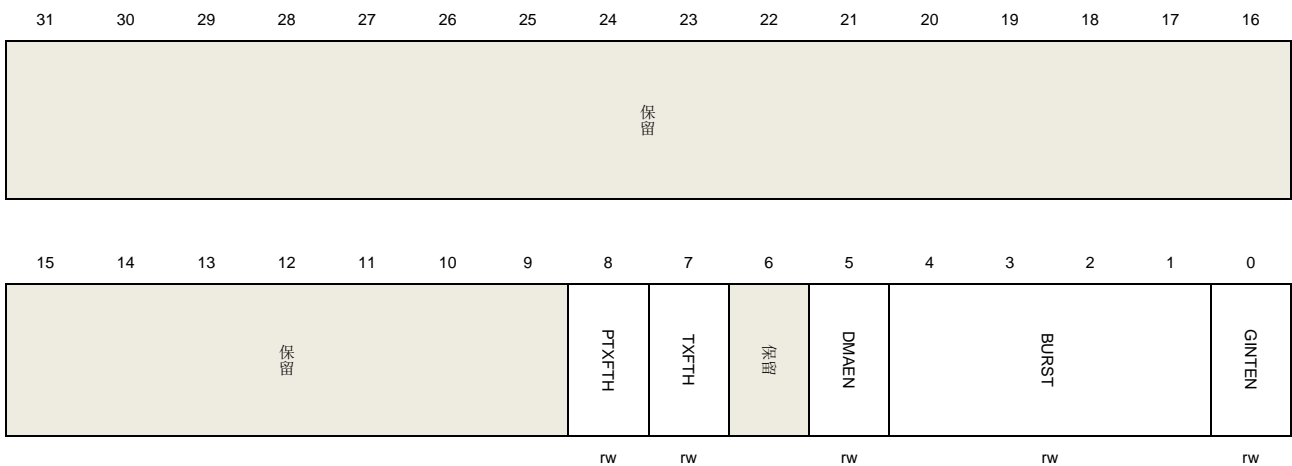 31 30 29 28 27 26 25 24 23 22 21 20 19 18 17 16
保留
15 14 13 12 11 10 9 8 7 6 5 4 3 2 1 0
保留 PTXFTH TXFTH 保留 DMAEN BURST GINTEN
rw rw rw rw rw